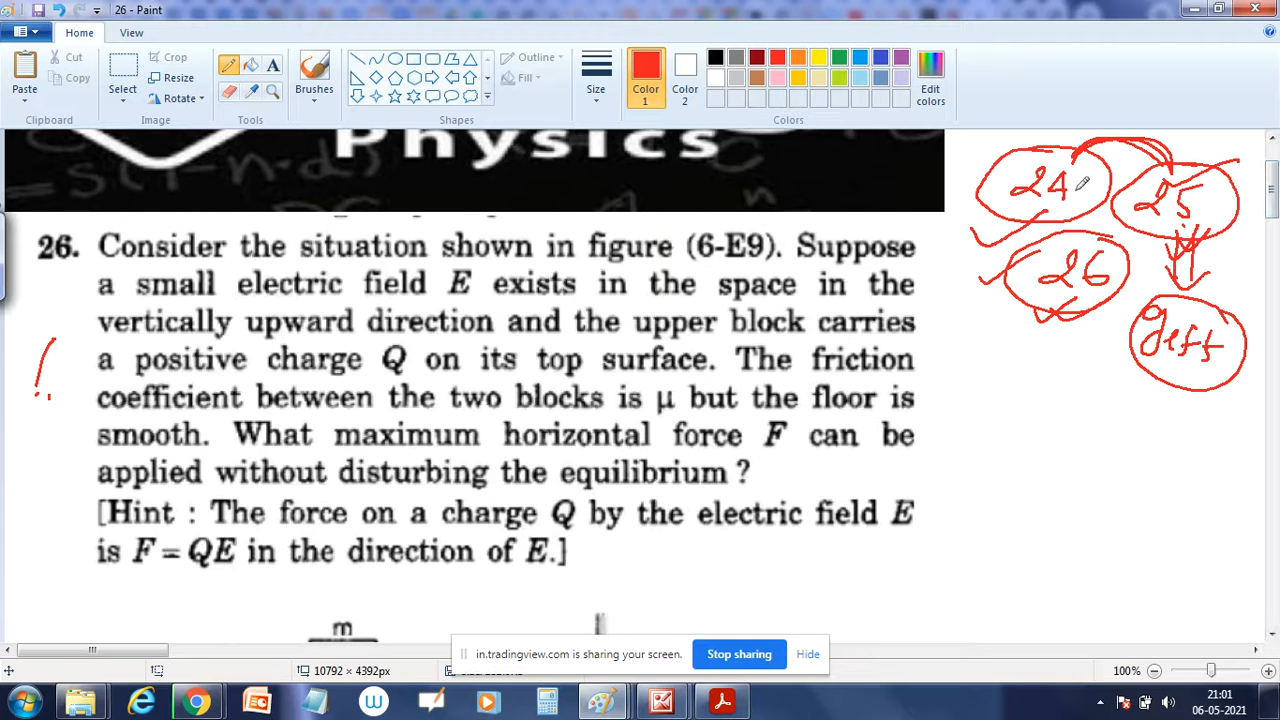 26 - Paint
Home View
Paste
Cut
Copy
Clipboard
Select
Crop
Resize
Rotate
Image
A
Tools
Brushes
Outline
Fill
Shapes
Size
Color 1
Color 2
Edit colors
Colors
Physics
24 25
26
geff
26. Consider the situation shown in figure (6-E9). Suppose
a small electric field E exists in the space in the
vertically upward direction and the upper block carries
a positive charge Q on its top surface. The friction
coefficient between the two blocks is μ but the floor is
smooth. What maximum horizontal force F can be
applied without disturbing the equilibrium ?
[Hint : The force on a charge Q by the electric field E
is F = QE in the direction of E.]
m
in.tradingview.com is sharing your screen. Stop sharing Hide
10792 × 4392px 100%
21:01
06-05-2021